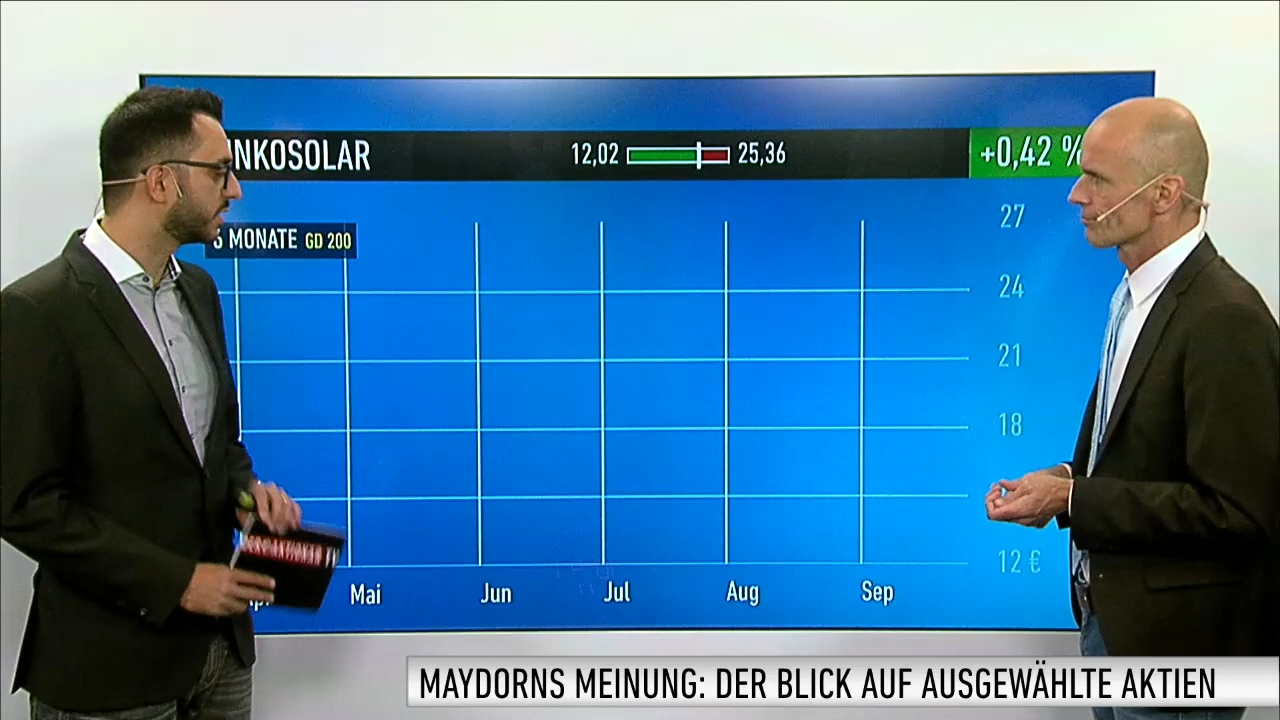 INKOSOLAR 12,02 25,36 +0,42 %
6 MONATE GD 200
27
24
21
18
12 €
Mai Jun Jul Aug Sep
MAYDORNS MEINUNG: DER BLICK AUF AUSGEWÄHLTE AKTIEN